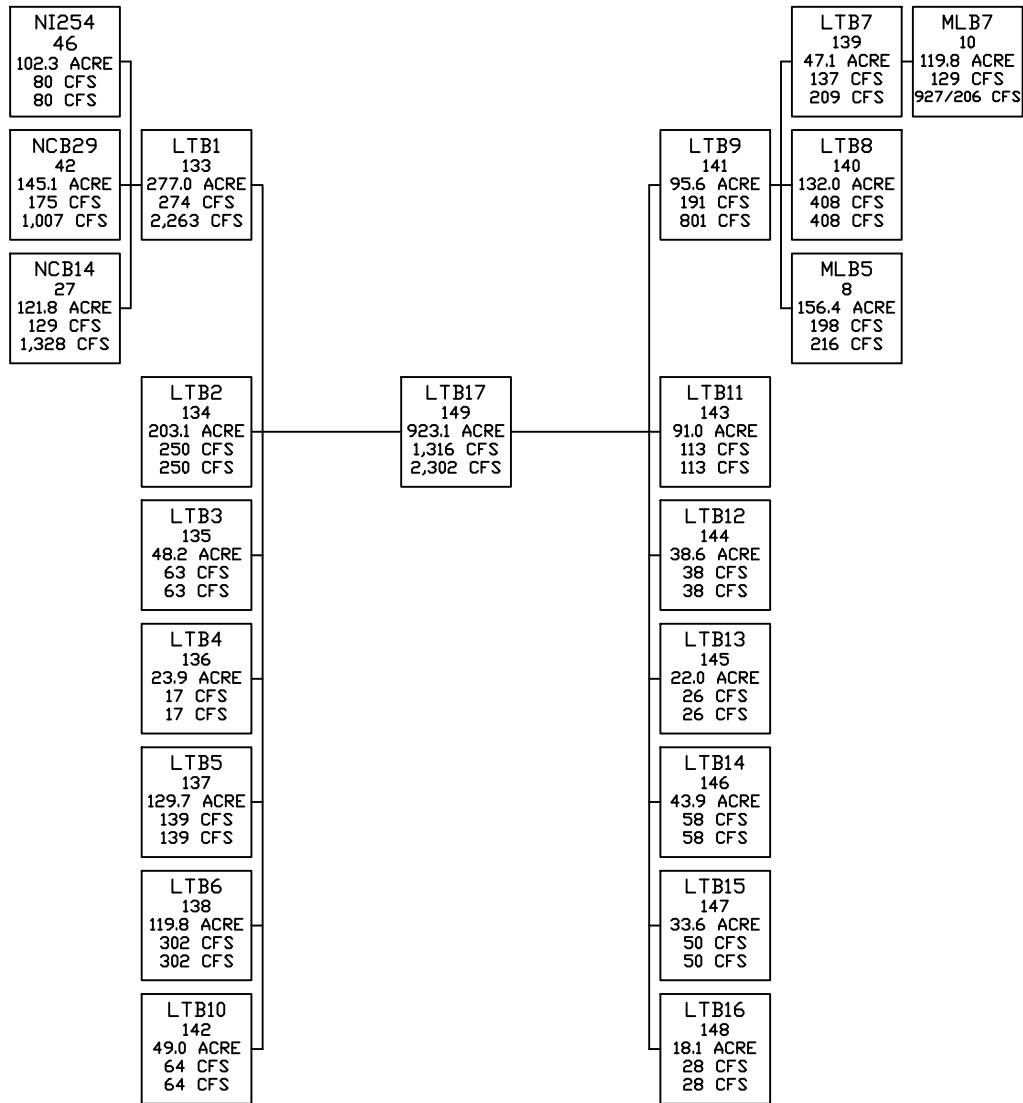 NI254
46
102.3 ACRE
80 CFS
80 CFS
NCB29
42
145.1 ACRE
175 CFS
1,007 CFS
NCB14
27
121.8 ACRE
129 CFS
1,328 CFS
LTB1
133
277.0 ACRE
274 CFS
2,263 CFS
LTB2
134
203.1 ACRE
250 CFS
250 CFS
LTB3
135
48.2 ACRE
63 CFS
63 CFS
LTB4
136
23.9 ACRE
17 CFS
17 CFS
LTB5
137
129.7 ACRE
139 CFS
139 CFS
LTB6
138
119.8 ACRE
302 CFS
302 CFS
LTB10
142
49.0 ACRE
64 CFS
64 CFS
LTB17
149
923.1 ACRE
1,316 CFS
2,302 CFS
LTB9
141
95.6 ACRE
191 CFS
801 CFS
LTB7
139
47.1 ACRE
137 CFS
209 CFS
MLB7
10
119.8 ACRE
129 CFS
927/206 CFS
LTB8
140
132.0 ACRE
408 CFS
408 CFS
MLB5
8
156.4 ACRE
198 CFS
216 CFS
LTB11
143
91.0 ACRE
113 CFS
113 CFS
LTB12
144
38.6 ACRE
38 CFS
38 CFS
LTB13
145
22.0 ACRE
26 CFS
26 CFS
LTB14
146
43.9 ACRE
58 CFS
58 CFS
LTB15
147
33.6 ACRE
50 CFS
50 CFS
LTB16
148
18.1 ACRE
28 CFS
28 CFS